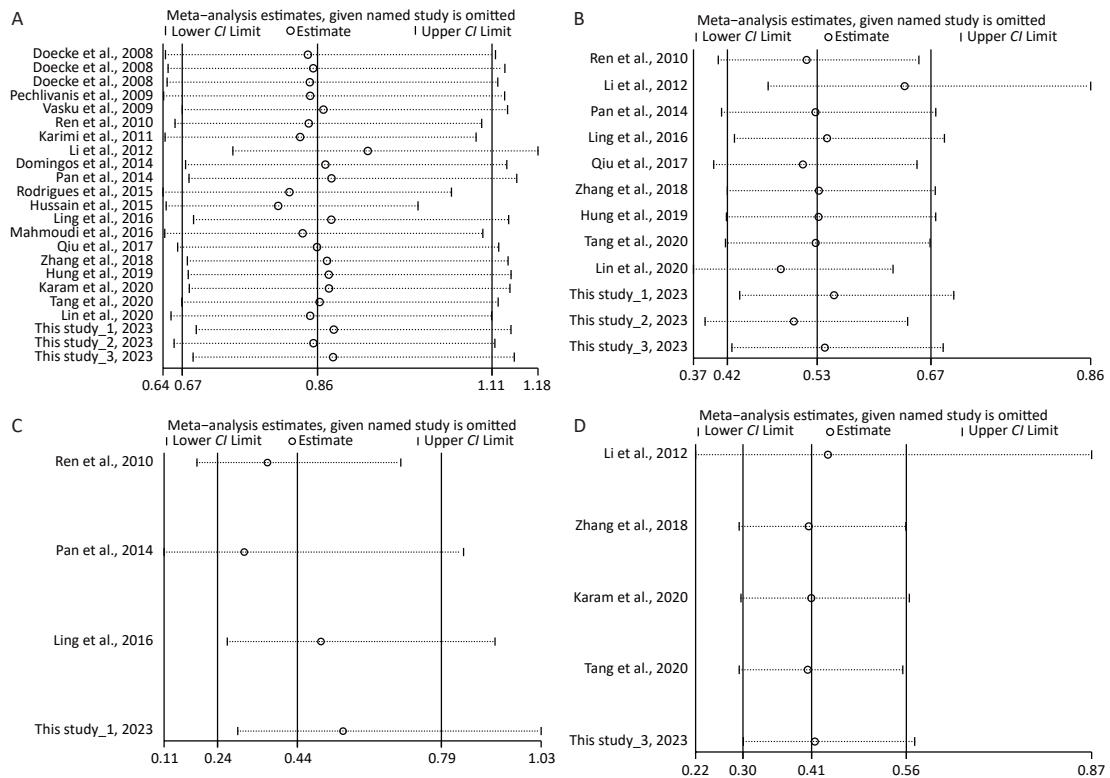 A
Meta−analysis estimates, given named study is omitted
Lower CI Limit Estimate Upper CI Limit
Doecke et al., 2008
Doecke et al., 2008
Doecke et al., 2008
Pechlivanis et al., 2009
Vasku et al., 2009
Ren et al., 2010
Karimi et al., 2011
Li et al., 2012
Domingos et al., 2014
Pan et al., 2014
Rodrigues et al., 2015
Hussain et al., 2015
Ling et al., 2016
Mahmoudi et al., 2016
Qiu et al., 2017
Zhang et al., 2018
Hung et al., 2019
Karam et al., 2020
Tang et al., 2020
Lin et al., 2020
This study_1, 2023
This study_2, 2023
This study_3, 2023
0.64 0.67 0.86 1.11 1.18
B
Meta−analysis estimates, given named study is omitted
Lower CI Limit Estimate Upper CI Limit
Ren et al., 2010
Li et al., 2012
Pan et al., 2014
Ling et al., 2016
Qiu et al., 2017
Zhang et al., 2018
Hung et al., 2019
Tang et al., 2020
Lin et al., 2020
This study_1, 2023
This study_2, 2023
This study_3, 2023
0.37 0.42 0.53 0.67 0.86
C
Meta−analysis estimates, given named study is omitted
Lower CI Limit Estimate Upper CI Limit
Ren et al., 2010
Pan et al., 2014
Ling et al., 2016
This study_1, 2023
0.11 0.24 0.44 0.79 1.03
D
Meta−analysis estimates, given named study is omitted
Lower CI Limit Estimate Upper CI Limit
Li et al., 2012
Zhang et al., 2018
Karam et al., 2020
Tang et al., 2020
This study_3, 2023
0.22 0.30 0.41 0.56 0.87